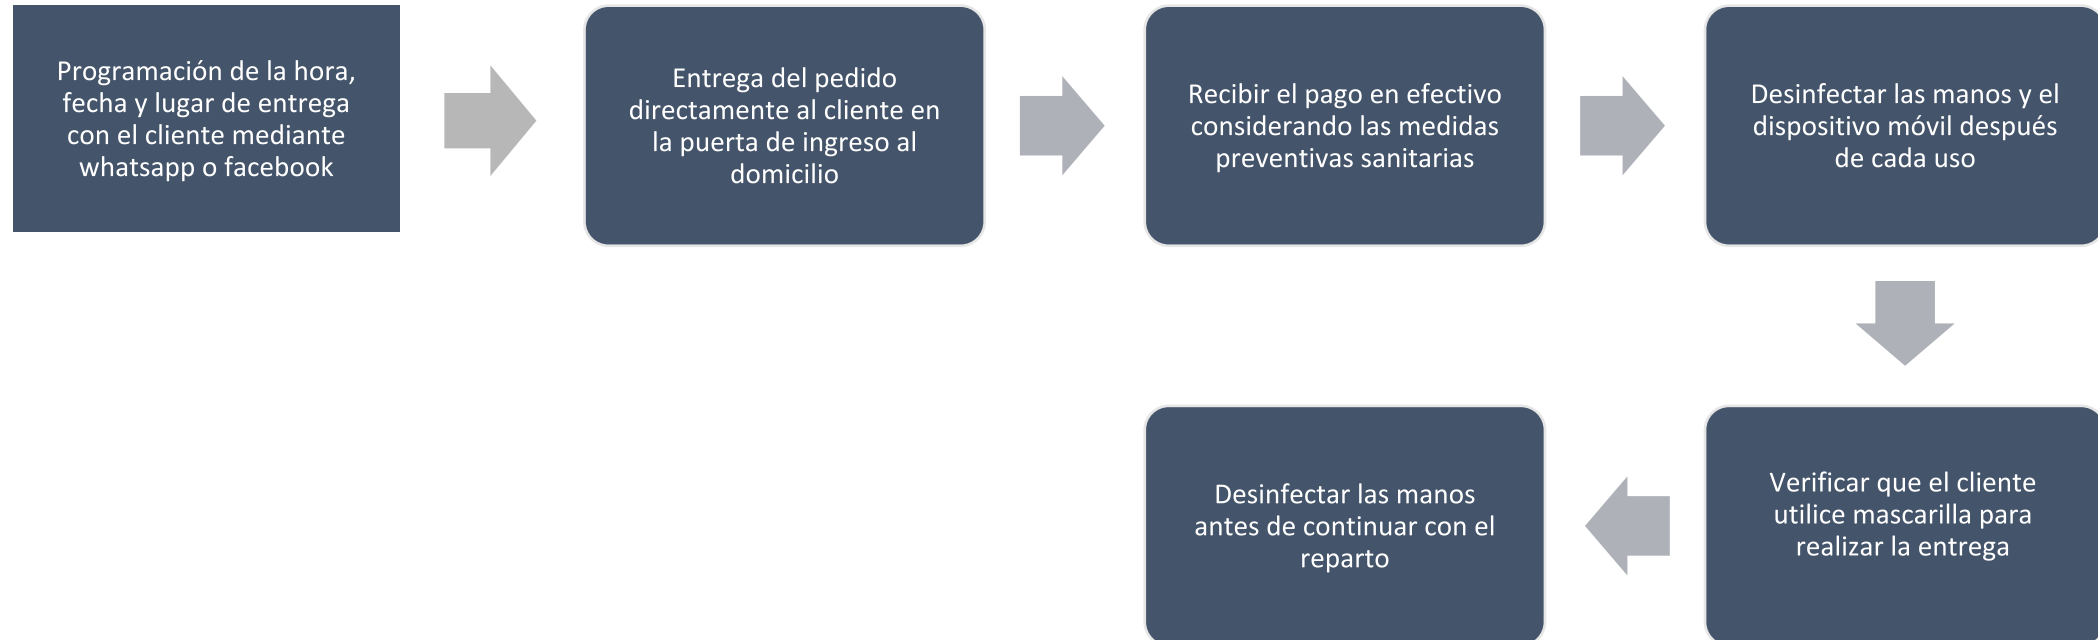 Programación de la hora,
fecha y lugar de entrega
con el cliente mediante
whatsapp o facebook
Entrega del pedido
directamente al cliente en
la puerta de ingreso al
domicilio
Recibir el pago en efectivo
considerando las medidas
preventivas sanitarias
Desinfectar las manos y el
dispositivo móvil después
de cada uso
Verificar que el cliente
utilice mascarilla para
realizar la entrega
Desinfectar las manos
antes de continuar con el
reparto